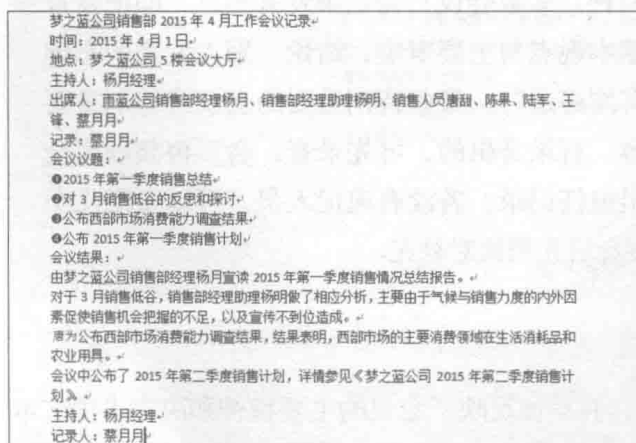 梦之蓝公司销售部 2015 年 4 月工作会议记录
时间：2015 年 4 月 1 日
地点：梦之蓝公司 5 楼会议大厅
主持人：杨月经理
出席人：雨蓝公司销售部经理杨月、销售部经理助理杨明、销售人员唐甜、陈果、陆军、王
锋、蔡月月
记录：蔡月月
会议议题：
❶2015 年第一季度销售总结
❷对 3 月销售低谷的反思和探讨
❸公布西部市场消费能力调查结果
❹公布 2015 年第一季度销售计划
会议结果：
由梦之蓝公司销售部经理杨月宣读 2015 年第一季度销售情况总结报告。
对于 3 月销售低谷，销售部经理助理杨明做了相应分析，主要由于气候与销售力度的内外因
素促使销售机会把握的不足，以及宣传不到位造成。
唐为公布西部市场消费能力调查结果，结果表明，西部市场的主要消费领域在生活消耗品和
农业用具。
会议中公布了 2015 年第二季度销售计划，详情参见《梦之蓝公司 2015 年第二季度销售计
划》
主持人：杨月经理
记录人：蔡月月